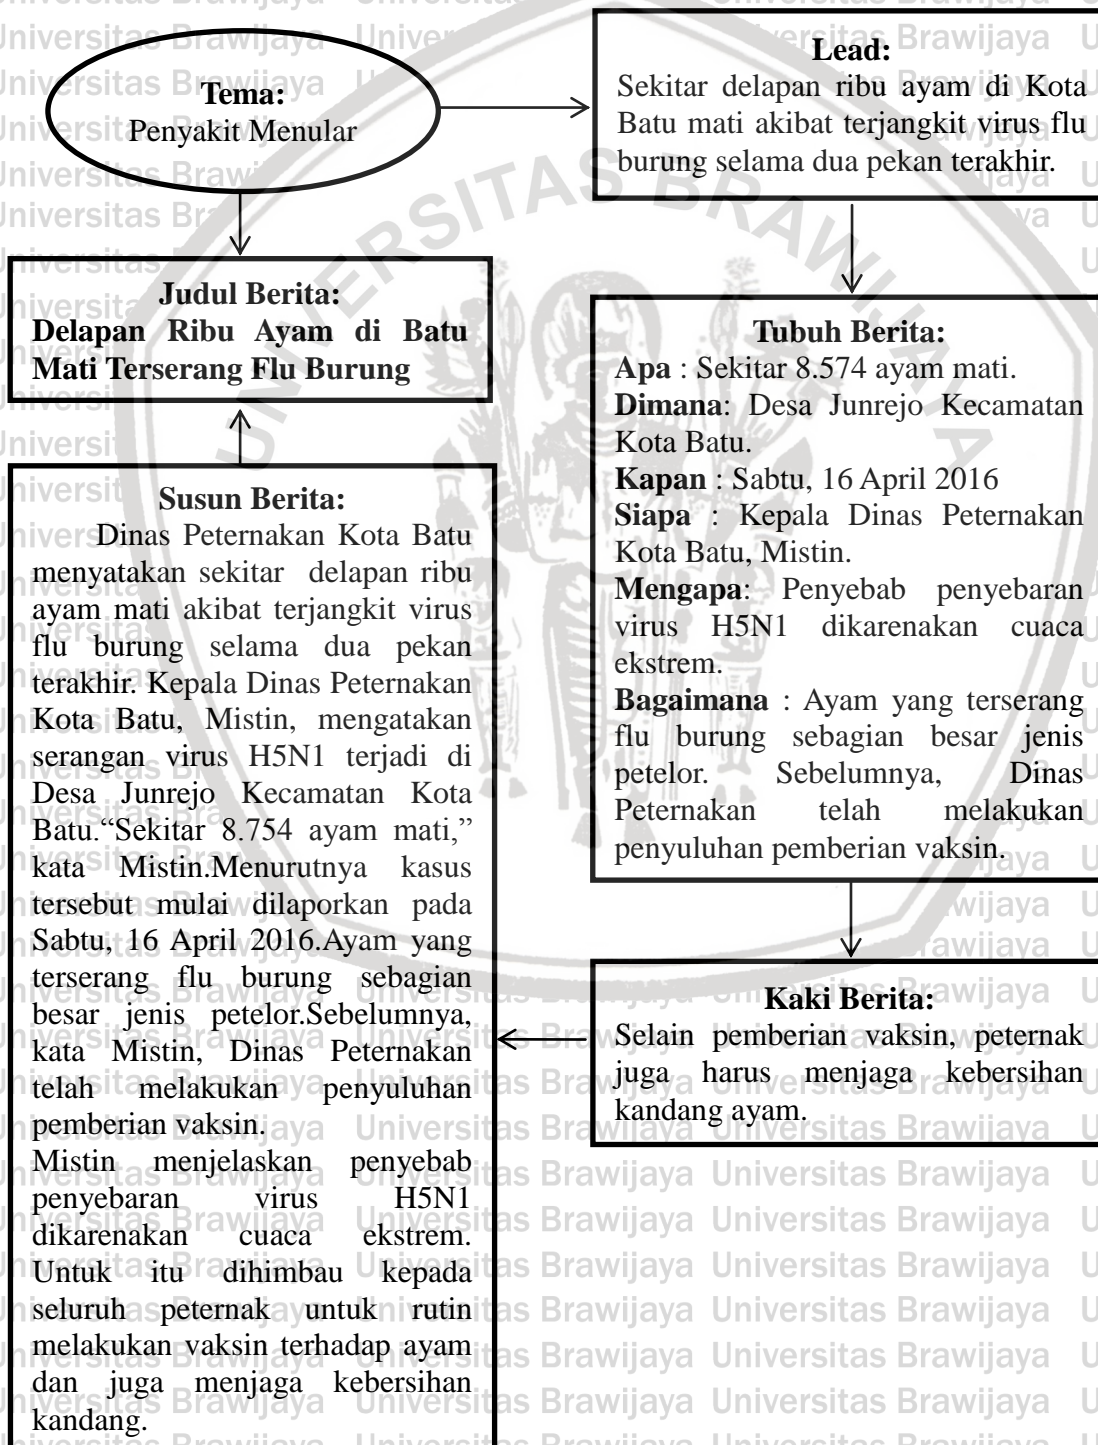 Tema:
Penyakit Menular
Lead:
Sekitar delapan ribu ayam di Kota
Batu mati akibat terjangkit virus flu
burung selama dua pekan terakhir.
Judul Berita:
Delapan Ribu Ayam di Batu
Mati Terserang Flu Burung
Tubuh Berita:
Apa : Sekitar 8.574 ayam mati.
Dimana: Desa Junrejo Kecamatan
Kota Batu.
Kapan : Sabtu, 16 April 2016
Siapa : Kepala Dinas Peternakan
Kota Batu, Mistin.
Mengapa: Penyebab penyebaran
virus H5N1 dikarenakan cuaca
ekstrem.
Bagaimana : Ayam yang terserang
flu burung sebagian besar jenis
petelor. Sebelumnya, Dinas
Peternakan telah melakukan
penyuluhan pemberian vaksin.
Kaki Berita:
Selain pemberian vaksin, peternak
juga harus menjaga kebersihan
kandang ayam.
Susun Berita:
Dinas Peternakan Kota Batu
menyatakan sekitar delapan ribu
ayam mati akibat terjangkit virus
flu burung selama dua pekan
terakhir. Kepala Dinas Peternakan
Kota Batu, Mistin, mengatakan
serangan virus H5N1 terjadi di
Desa Junrejo Kecamatan Kota
Batu.“Sekitar 8.754 ayam mati,”
kata Mistin.Menurutnya kasus
tersebut mulai dilaporkan pada
Sabtu, 16 April 2016.Ayam yang
terserang flu burung sebagian
besar jenis petelor.Sebelumnya,
kata Mistin, Dinas Peternakan
telah melakukan penyuluhan
pemberian vaksin.
Mistin menjelaskan penyebab
penyebaran virus H5N1
dikarenakan cuaca ekstrem.
Untuk itu dihimbau kepada
seluruh peternak untuk rutin
melakukan vaksin terhadap ayam
dan juga menjaga kebersihan
kandang.
UNIVERSITAS BRAWIJAYA